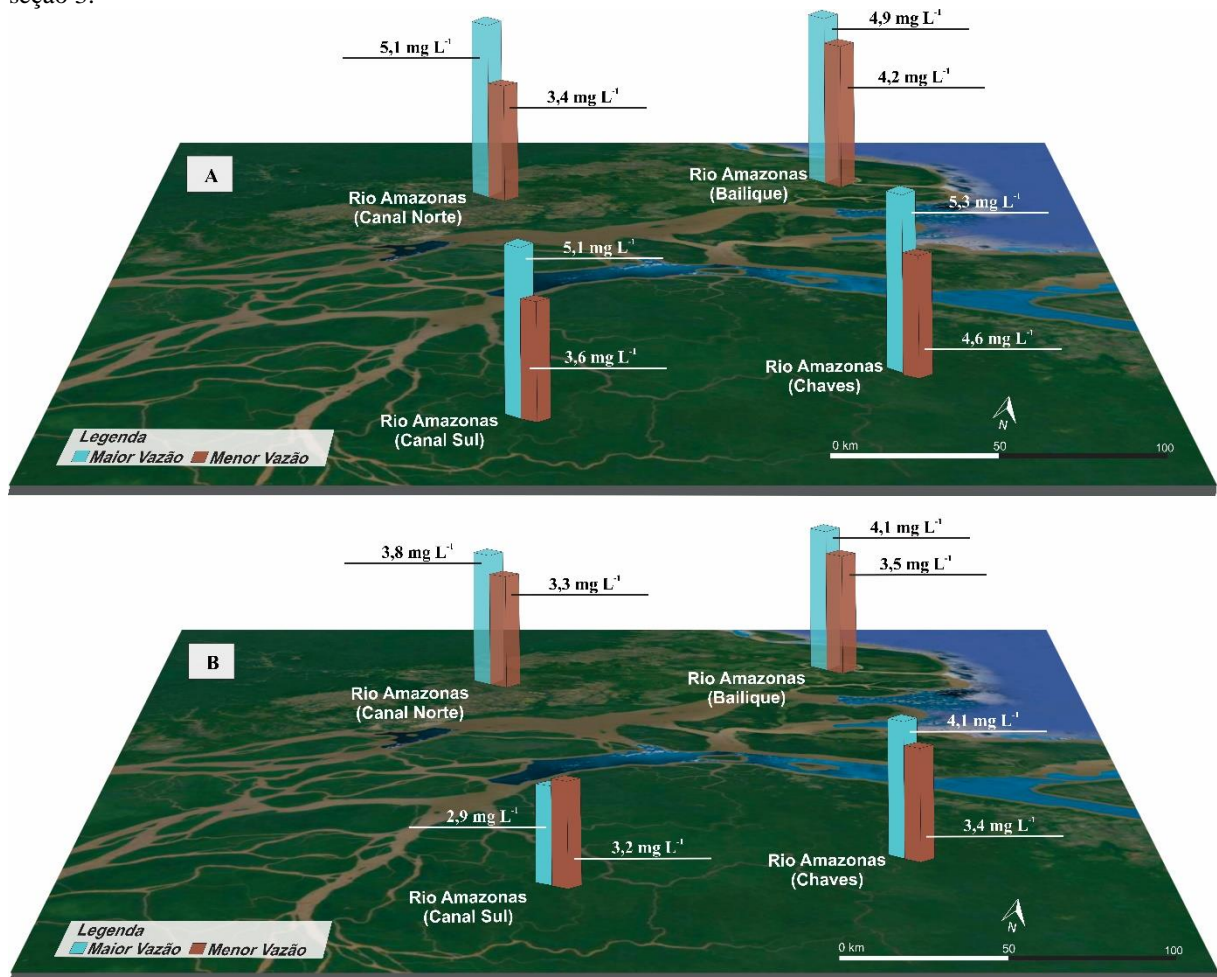 seção 3.
5,1 mg L⁻¹
3,4 mg L⁻¹
4,9 mg L⁻¹
4,2 mg L⁻¹
A
Rio Amazonas
(Canal Norte)
Rio Amazonas
(Bailique)
5,3 mg L⁻¹
5,1 mg L⁻¹
3,6 mg L⁻¹
4,6 mg L⁻¹
Rio Amazonas
(Chaves)
Rio Amazonas
(Canal Sul)
N
0 km 50 100
Legenda
Maior Vazão Menor Vazão
3,8 mg L⁻¹
3,3 mg L⁻¹
4,1 mg L⁻¹
3,5 mg L⁻¹
B
Rio Amazonas
(Canal Norte)
Rio Amazonas
(Bailique)
4,1 mg L⁻¹
2,9 mg L⁻¹
3,2 mg L⁻¹
3,4 mg L⁻¹
Rio Amazonas
(Chaves)
Rio Amazonas
(Canal Sul)
N
0 km 50 100
Legenda
Maior Vazão Menor Vazão